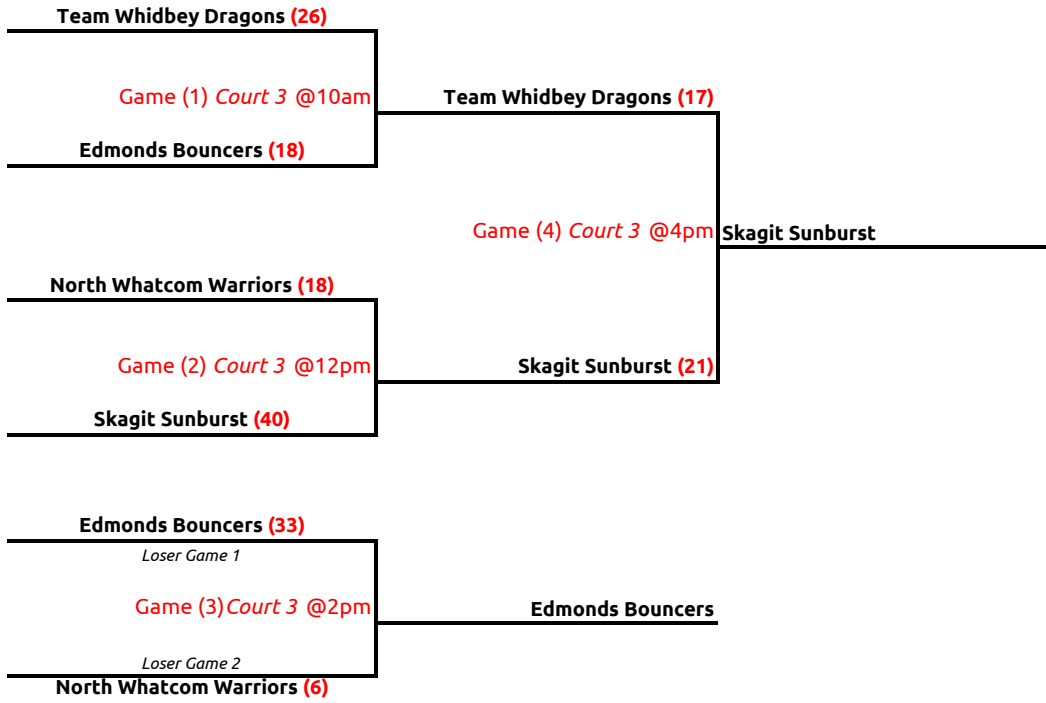 Team Whidbey Dragons (26)
Game (1) Court 3 @10am
Team Whidbey Dragons (17)
Edmonds Bouncers (18)
Game (4) Court 3 @4pm
Skagit Sunburst
North Whatcom Warriors (18)
Game (2) Court 3 @12pm
Skagit Sunburst (21)
Skagit Sunburst (40)
Edmonds Bouncers (33)
Loser Game 1
Game (3) Court 3 @2pm
Edmonds Bouncers
Loser Game 2
North Whatcom Warriors (6)